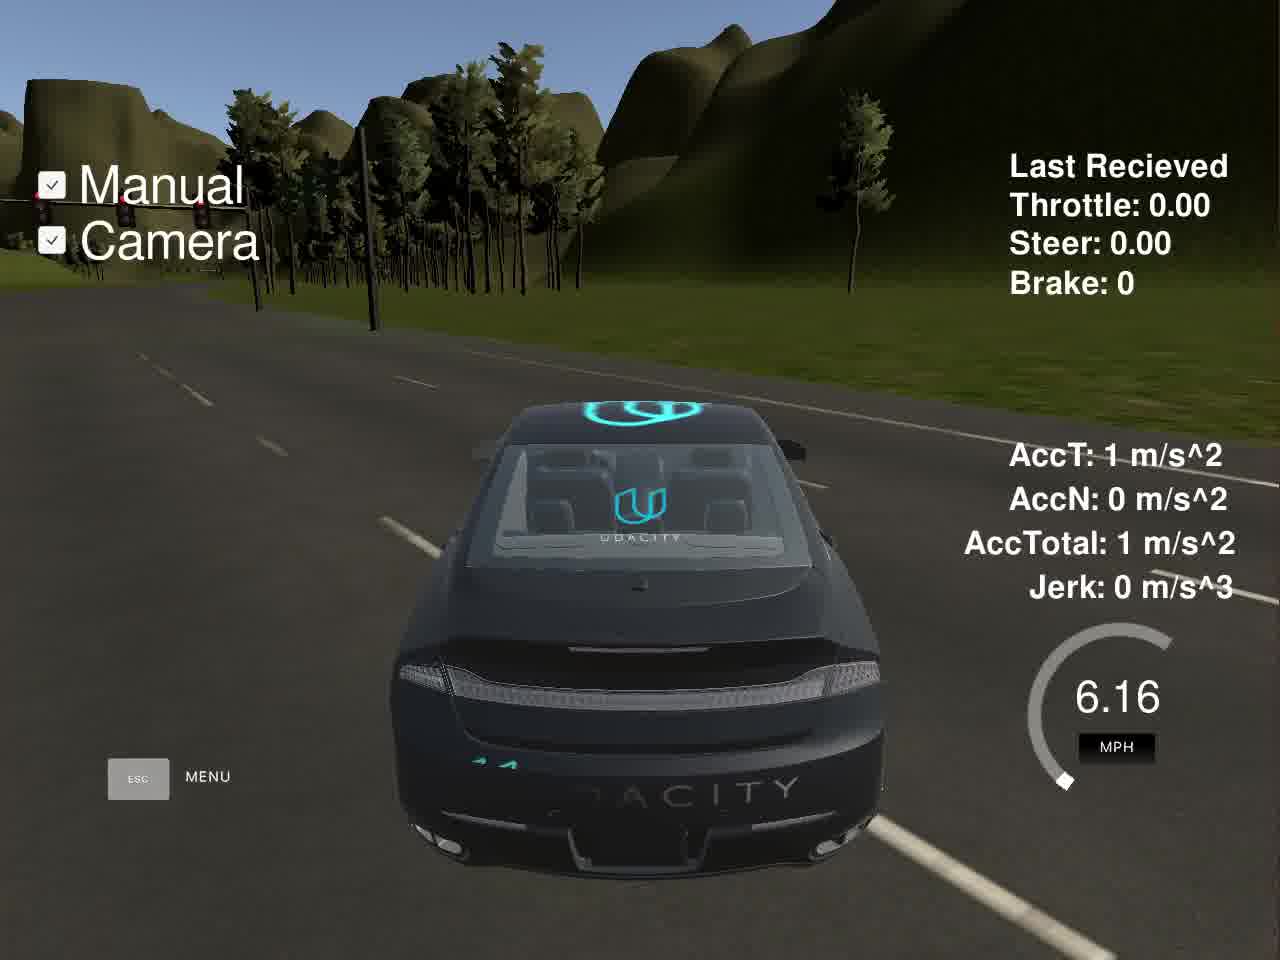 Manual
Camera
Last Recieved
Throttle: 0.00
Steer: 0.00
Brake: 0
AccT: 1 m/s^2
AccN: 0 m/s^2
AccTotal: 1 m/s^2
Jerk: 0 m/s^3
UDACITY
6.16
MPH
ESC MENU
DACITY